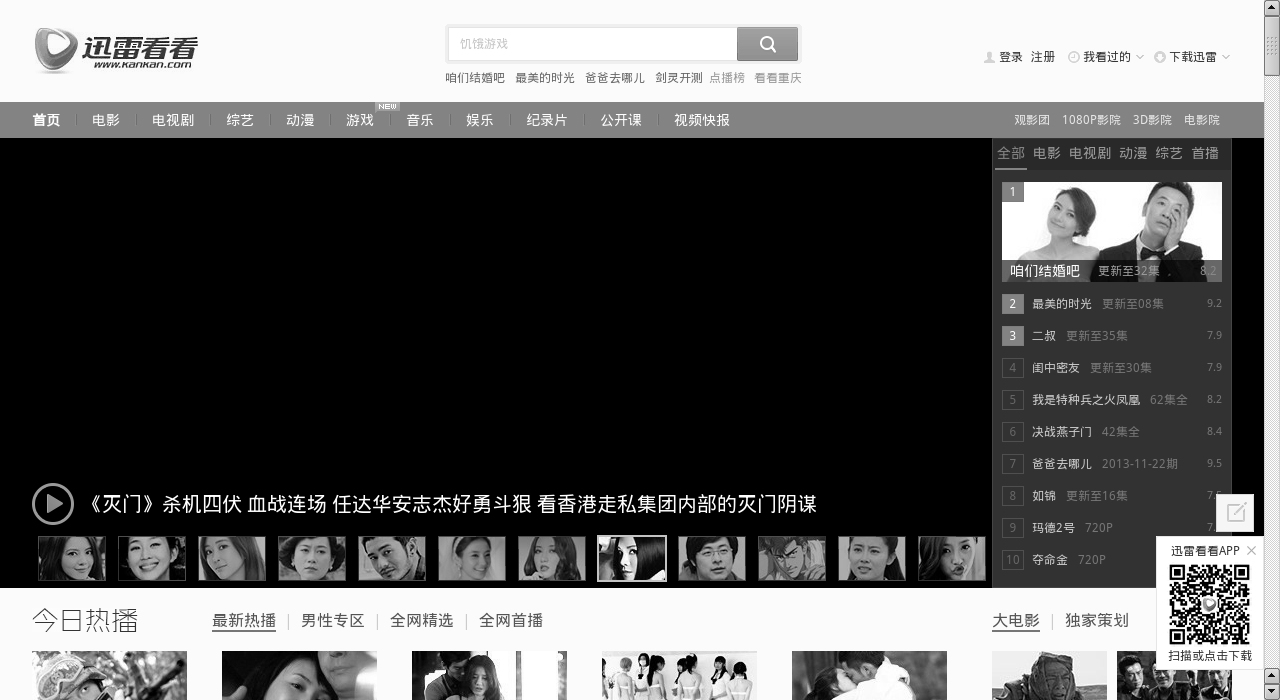 迅雷看看
www.kankan.com
饥饿游戏
咱们结婚吧 最美的时光 爸爸去哪儿 剑灵开测 点播榜 看看重庆
登录 注册 我看过的 下载迅雷
首页 电影 电视剧 综艺 动漫 游戏 NEW 音乐 娱乐 纪录片 公开课 视频快报
观影团 1080P影院 3D影院 电影院
全部 电影 电视剧 动漫 综艺 首播
1
咱们结婚吧 更新至32集 8.2
2 最美的时光 更新至08集 9.2
3 二叔 更新至35集 7.9
4 闺中密友 更新至30集 7.9
5 我是特种兵之火凤凰 62集全 8.2
6 决战燕子门 42集全 8.4
7 爸爸去哪儿 2013-11-22期 9.5
8 如锦 更新至16集
9 玛德2号 720P
10 夺命金 720P
《灭门》杀机四伏 血战连场 任达华安志杰好勇斗狠 看香港走私集团内部的灭门阴谋
迅雷看看APP
扫描或点击下载
今日热播
最新热播 男性专区 全网精选 全网首播
大电影 独家策划